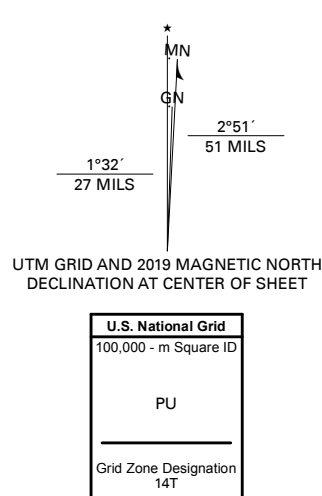 ★
MN
GN
2°51´
51 MILS
1°32´
27 MILS
UTM GRID AND 2019 MAGNETIC NORTH
DECLINATION AT CENTER OF SHEET
U.S. National Grid
100,000 - m Square ID
PU
Grid Zone Designation
14T